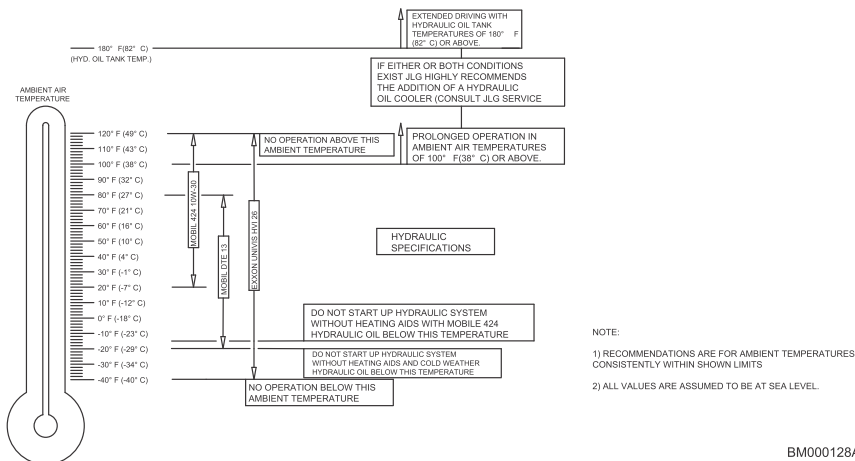 EXTENDED DRIVING WITH
HYDRAULIC OIL TANK
TEMPERATURES OF 180° F
(82° C) OR ABOVE.
180° F(82° C)
(HYD. OIL TANK TEMP.)
IF EITHER OR BOTH CONDITIONS
EXIST JLG HIGHLY RECOMMENDS
THE ADDITION OF A HYDRAULIC
OIL COOLER (CONSULT JLG SERVICE
AMBIENT AIR
TEMPERATURE
120° F (49° C)
110° F (43° C)
100° F (38° C)
90° F (32° C)
80° F (27° C)
70° F (21° C)
60° F (16° C)
50° F (10° C)
40° F (4° C)
30° F (-1° C)
20° F (-7° C)
10° F (-12° C)
0° F (-18° C)
-10° F (-23° C)
-20° F (-29° C)
-30° F (-34° C)
-40° F (-40° C)
NO OPERATION ABOVE THIS
AMBIENT TEMPERATURE
PROLONGED OPERATION IN
AMBIENT AIR TEMPERATURES
OF 100° F(38° C) OR ABOVE.
MOBIL 424 10W-30
MOBIL DTE 13
EXXON UNIVIS HVI 26
HYDRAULIC
SPECIFICATIONS
DO NOT START UP HYDRAULIC SYSTEM
WITHOUT HEATING AIDS WITH MOBILE 424
HYDRAULIC OIL BELOW THIS TEMPERATURE
DO NOT START UP HYDRAULIC SYSTEM
WITHOUT HEATING AIDS AND COLD WEATHER
HYDRAULIC OIL BELOW THIS TEMPERATURE
NO OPERATION BELOW THIS
AMBIENT TEMPERATURE
NOTE:
1) RECOMMENDATIONS ARE FOR AMBIENT TEMPERATURES
CONSISTENTLY WITHIN SHOWN LIMITS
2) ALL VALUES ARE ASSUMED TO BE AT SEA LEVEL.
BM000128A